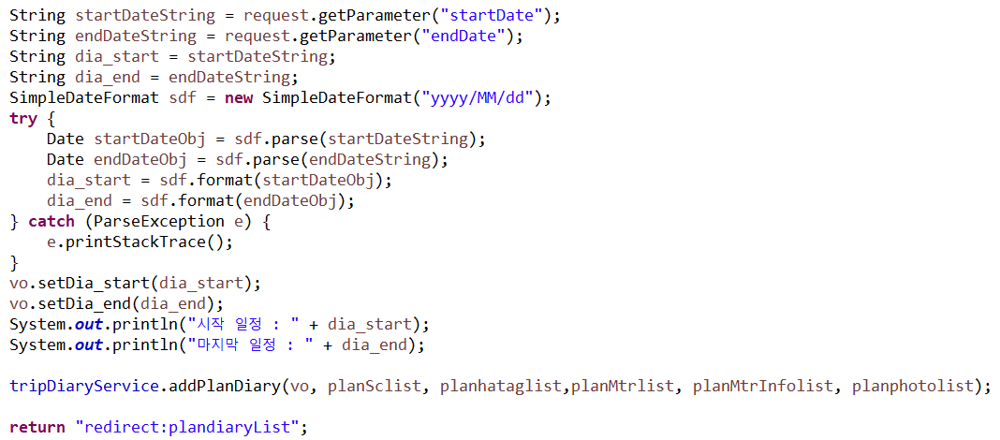 String startDateString = request.getParameter("startDate");
String endDateString = request.getParameter("endDate");
String dia_start = startDateString;
String dia_end = endDateString;
SimpleDateFormat sdf = new SimpleDateFormat("yyyy/MM/dd");
try {
    Date startDateObj = sdf.parse(startDateString);
    Date endDateObj = sdf.parse(endDateString);
    dia_start = sdf.format(startDateObj);
    dia_end = sdf.format(endDateObj);
} catch (ParseException e) {
    e.printStackTrace();
}
vo.setDia_start(dia_start);
vo.setDia_end(dia_end);
System.out.println("시작 일정 : " + dia_start);
System.out.println("마지막 일정 : " + dia_end);
tripDiaryService.addPlanDiary(vo, planSclist, planhataglist,planMtrlist, planMtrInfolist, planphotolist);
return "redirect:plandiaryList";